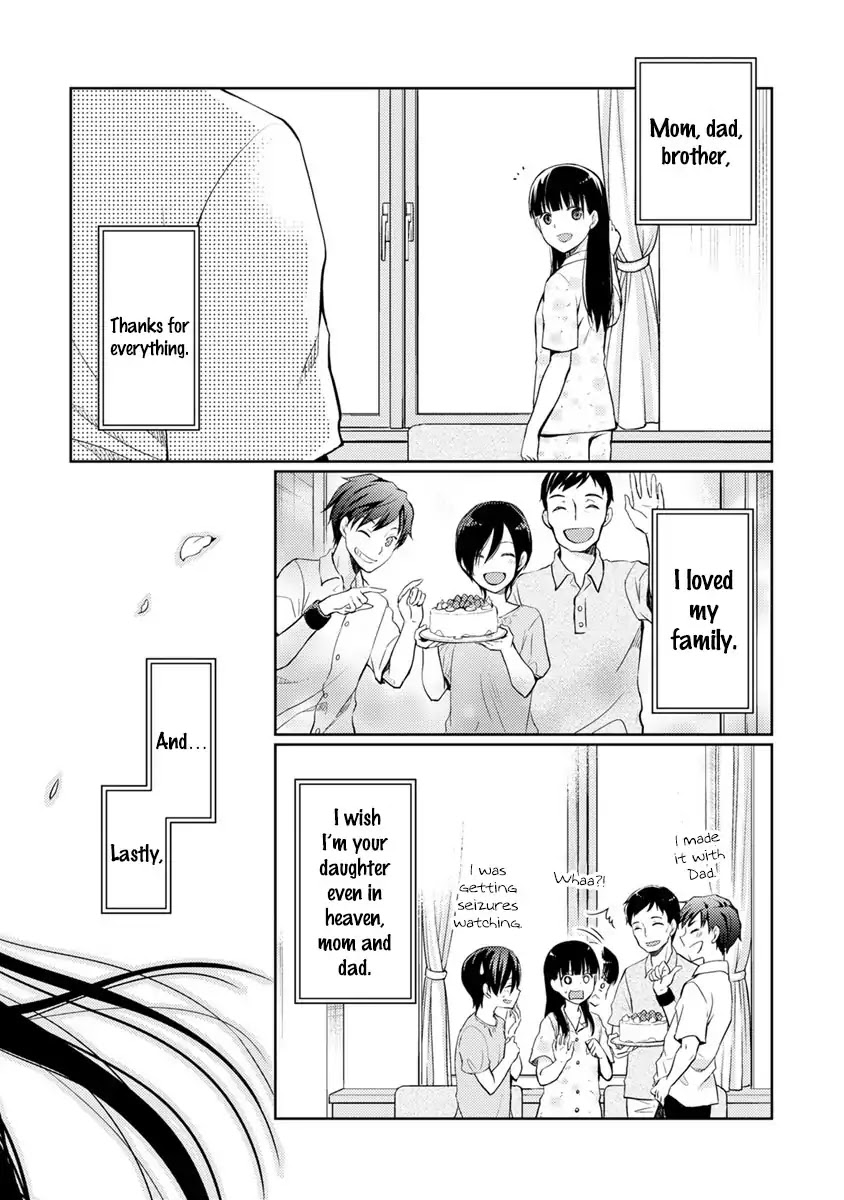 Mom, dad,
brother,
Thanks for
everything.
I loved
my
family.
And...
Lastly,
I made
it with
Dad!
Whaa?!
I was
getting
seizures
watching.
I wish
I'm your
daughter
even in
heaven,
mom and
dad.